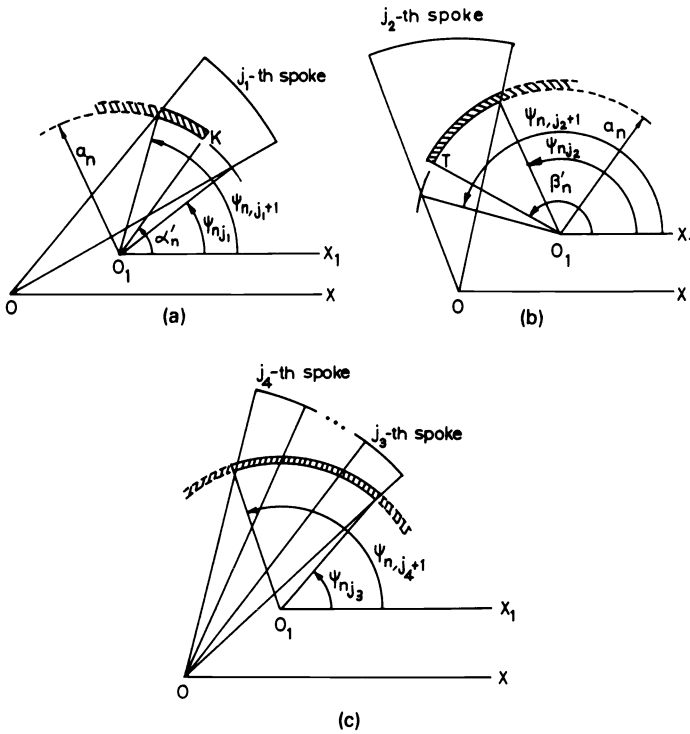 j₁-th spoke
K
aₙ
ψₙ,ⱼ₁₊₁
ψₙⱼ₁
α'ₙ
O₁
X₁
O
X
(a)
j₂-th spoke
T
ψₙ,ⱼ₂₊₁
ψₙⱼ₂
aₙ
β'ₙ
O₁
X
O
X
(b)
j₄-th spoke
...
j₃-th spoke
ψₙ,ⱼ₄₊₁
ψₙⱼ₃
O₁
X₁
O
X
(c)